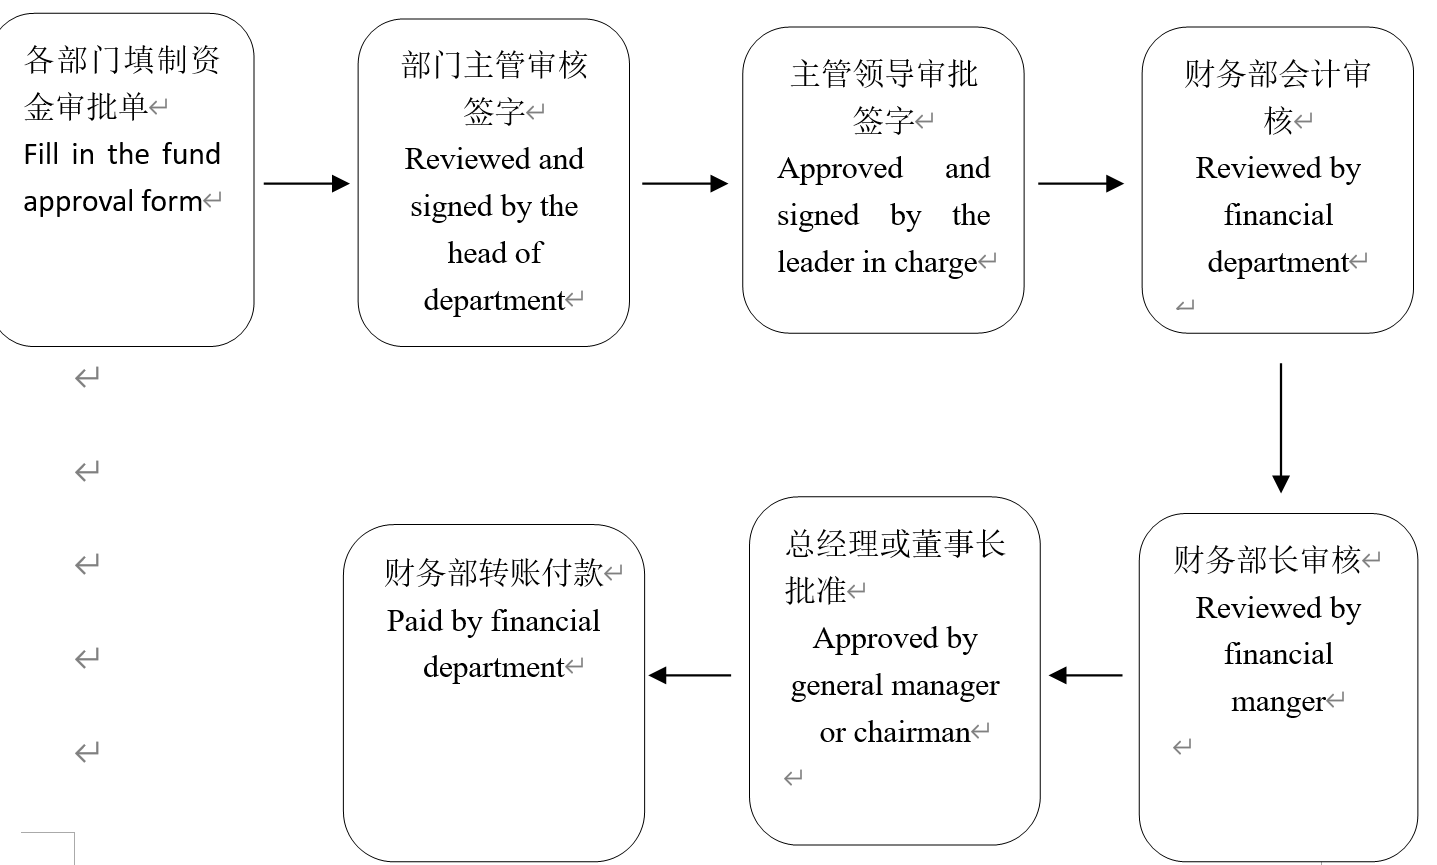 各部门填制资
金审批单
Fill in the fund
approval form
部门主管审核
签字
Reviewed and
signed by the
head of
department
主管领导审批
签字
Approved and
signed by the
leader in charge
财务部会计审
核
Reviewed by
financial
department
财务部长审核
Reviewed by
financial
manger
总经理或董事长
批准
Approved by
general manager
or chairman
财务部转账付款
Paid by financial
department